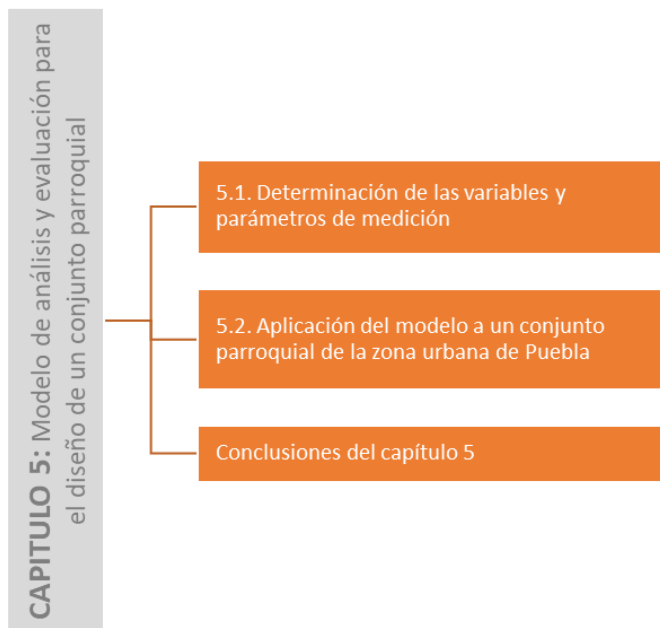 CAPITULO 5: Modelo de análisis y evaluación para
el diseño de un conjunto parroquial
5.1. Determinación de las variables y
parámetros de medición
5.2. Aplicación del modelo a un conjunto
parroquial de la zona urbana de Puebla
Conclusiones del capítulo 5